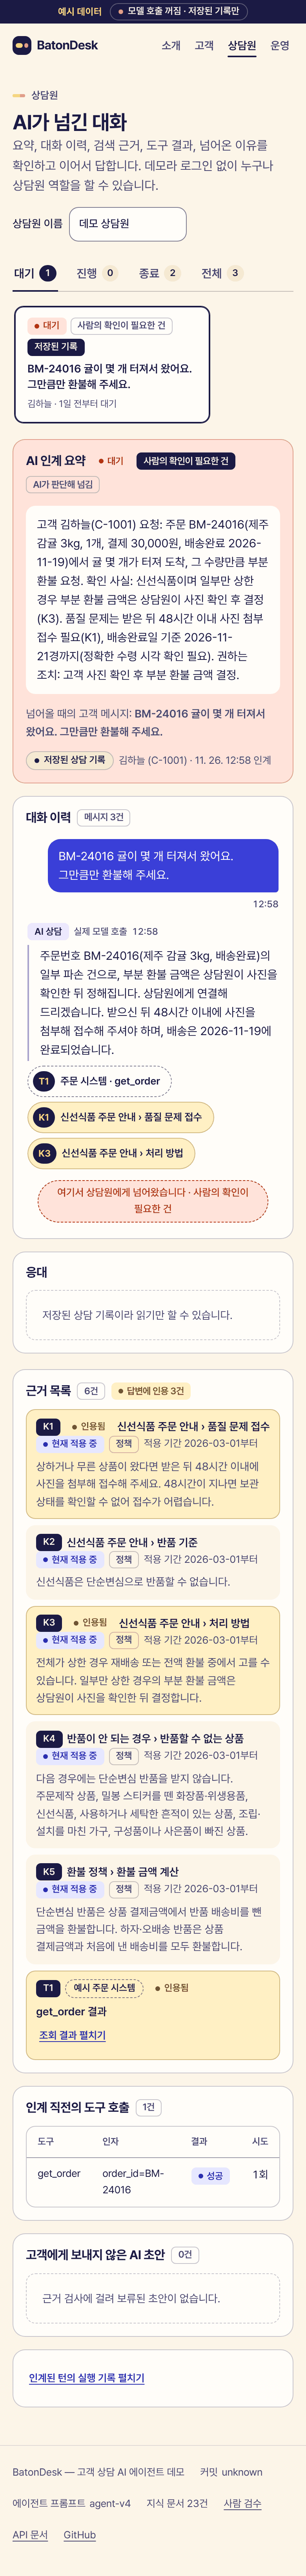 예시 데이터 모델 호출 꺼짐 · 저장된 기록만
BatonDesk 소개 고객 상담원 운영
상담원
AI가 넘긴 대화
요약, 대화 이력, 검색 근거, 도구 결과, 넘어온 이유를
확인하고 이어서 답합니다. 데모라 로그인 없이 누구나
상담원 역할을 할 수 있습니다.
상담원 이름 데모 상담원
대기 1 진행 0 종료 2 전체 3
대기 사람의 확인이 필요한 건
저장된 기록
BM-24016 귤이 몇 개 터져서 왔어요.
그만큼만 환불해 주세요.
김하늘 · 1일 전부터 대기
AI 인계 요약 대기 사람의 확인이 필요한 건
AI가 판단해 넘김
고객 김하늘(C-1001) 요청: 주문 BM-24016(제주
감귤 3kg, 1개, 결제 30,000원, 배송완료 2026-
11-19)에서 귤 몇 개가 터져 도착, 그 수량만큼 부분
환불 요청. 확인 사실: 신선식품이며 일부만 상한
경우 부분 환불 금액은 상담원이 사진 확인 후 결정
(K3). 품질 문제는 받은 뒤 48시간 이내 사진 첨부
접수 필요(K1), 배송완료일 기준 2026-11-
21경까지(정확한 수령 시각 확인 필요). 권하는
조치: 고객 사진 확인 후 부분 환불 금액 결정.
넘어올 때의 고객 메시지: BM-24016 귤이 몇 개 터져서
왔어요. 그만큼만 환불해 주세요.
저장된 상담 기록 김하늘 (C-1001) · 11. 26. 12:58 인계
대화 이력 메시지 3건
BM-24016 귤이 몇 개 터져서 왔어요.
그만큼만 환불해 주세요.
12:58
AI 상담 실제 모델 호출 12:58
주문번호 BM-24016(제주 감귤 3kg, 배송완료)의
일부 파손 건으로, 부분 환불 금액은 상담원이 사진을
확인한 뒤 정해집니다. 상담원에게 연결해
드리겠습니다. 받으신 뒤 48시간 이내에 사진을
첨부해 접수해 주셔야 하며, 배송은 2026-11-19에
완료되었습니다.
T1 주문 시스템 · get_order
K1 신선식품 주문 안내 › 품질 문제 접수
K3 신선식품 주문 안내 › 처리 방법
여기서 상담원에게 넘어왔습니다 · 사람의 확인이
필요한 건
응대
저장된 상담 기록이라 읽기만 할 수 있습니다.
근거 목록 6건 답변에 인용 3건
K1 인용됨 신선식품 주문 안내 › 품질 문제 접수
현재 적용 중 정책 적용 기간 2026-03-01부터
상하거나 무른 상품이 왔다면 받은 뒤 48시간 이내에
사진을 첨부해 접수해 주세요. 48시간이 지나면 보관
상태를 확인할 수 없어 접수가 어렵습니다.
K2 신선식품 주문 안내 › 반품 기준
현재 적용 중 정책 적용 기간 2026-03-01부터
신선식품은 단순변심으로 반품할 수 없습니다.
K3 인용됨 신선식품 주문 안내 › 처리 방법
현재 적용 중 정책 적용 기간 2026-03-01부터
전체가 상한 경우 재배송 또는 전액 환불 중에서 고를 수
있습니다. 일부만 상한 경우의 부분 환불 금액은
상담원이 사진을 확인한 뒤 결정합니다.
K4 반품이 안 되는 경우 › 반품할 수 없는 상품
현재 적용 중 정책 적용 기간 2026-03-01부터
다음 경우에는 단순변심 반품을 받지 않습니다.
주문제작 상품, 밀봉 스티커를 뗀 화장품·위생용품,
신선식품, 사용하거나 세탁한 흔적이 있는 상품, 조립·
설치를 마친 가구, 구성품이나 사은품이 빠진 상품.
K5 환불 정책 › 환불 금액 계산
현재 적용 중 정책 적용 기간 2026-03-01부터
단순변심 반품은 상품 결제금액에서 반품 배송비를 뺀
금액을 환불합니다. 하자·오배송 반품은 상품
결제금액과 처음에 낸 배송비를 모두 환불합니다.
T1 예시 주문 시스템 인용됨
get_order 결과
조회 결과 펼치기
인계 직전의 도구 호출 1건
도구 인자 결과 시도
get_order order_id=BM-
24016 성공 1회
고객에게 보내지 않은 AI 초안 0건
근거 검사에 걸려 보류된 초안이 없습니다.
인계된 턴의 실행 기록 펼치기
BatonDesk — 고객 상담 AI 에이전트 데모 커밋 unknown
에이전트 프롬프트 agent-v4 지식 문서 23건 사람 검수
API 문서 GitHub